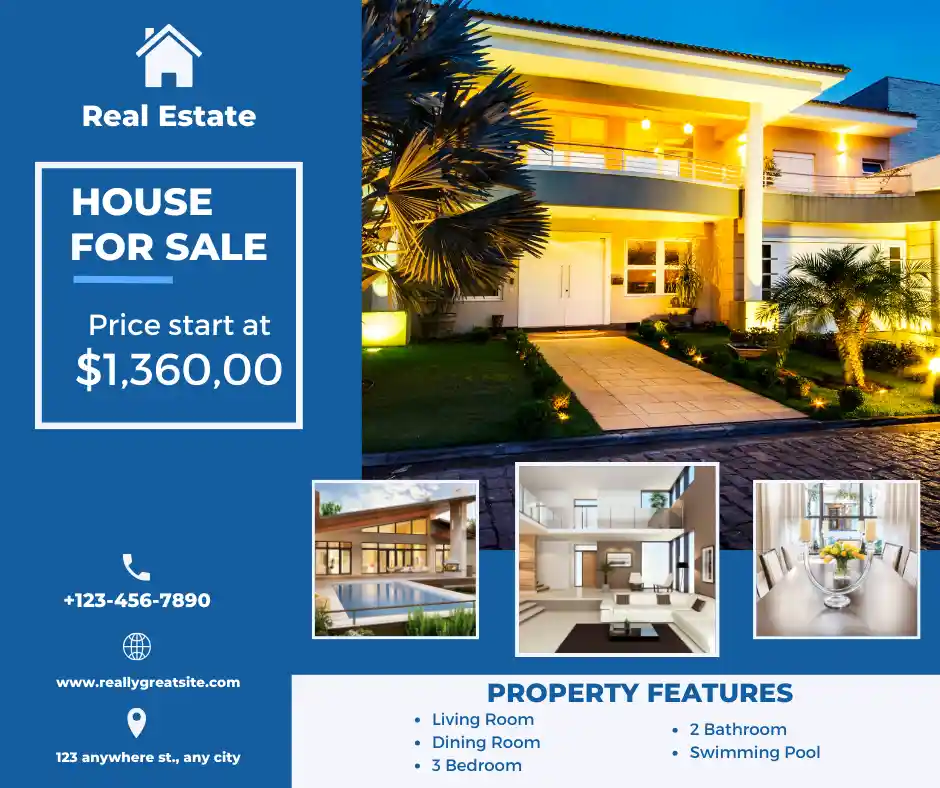 Real Estate
HOUSE
FOR SALE
Price start at
$1,360,00
+123-456-7890
www.reallygreatsite.com
123 anywhere st., any city
PROPERTY FEATURES
• Living Room
• Dining Room
• 3 Bedroom
• 2 Bathroom
• Swimming Pool